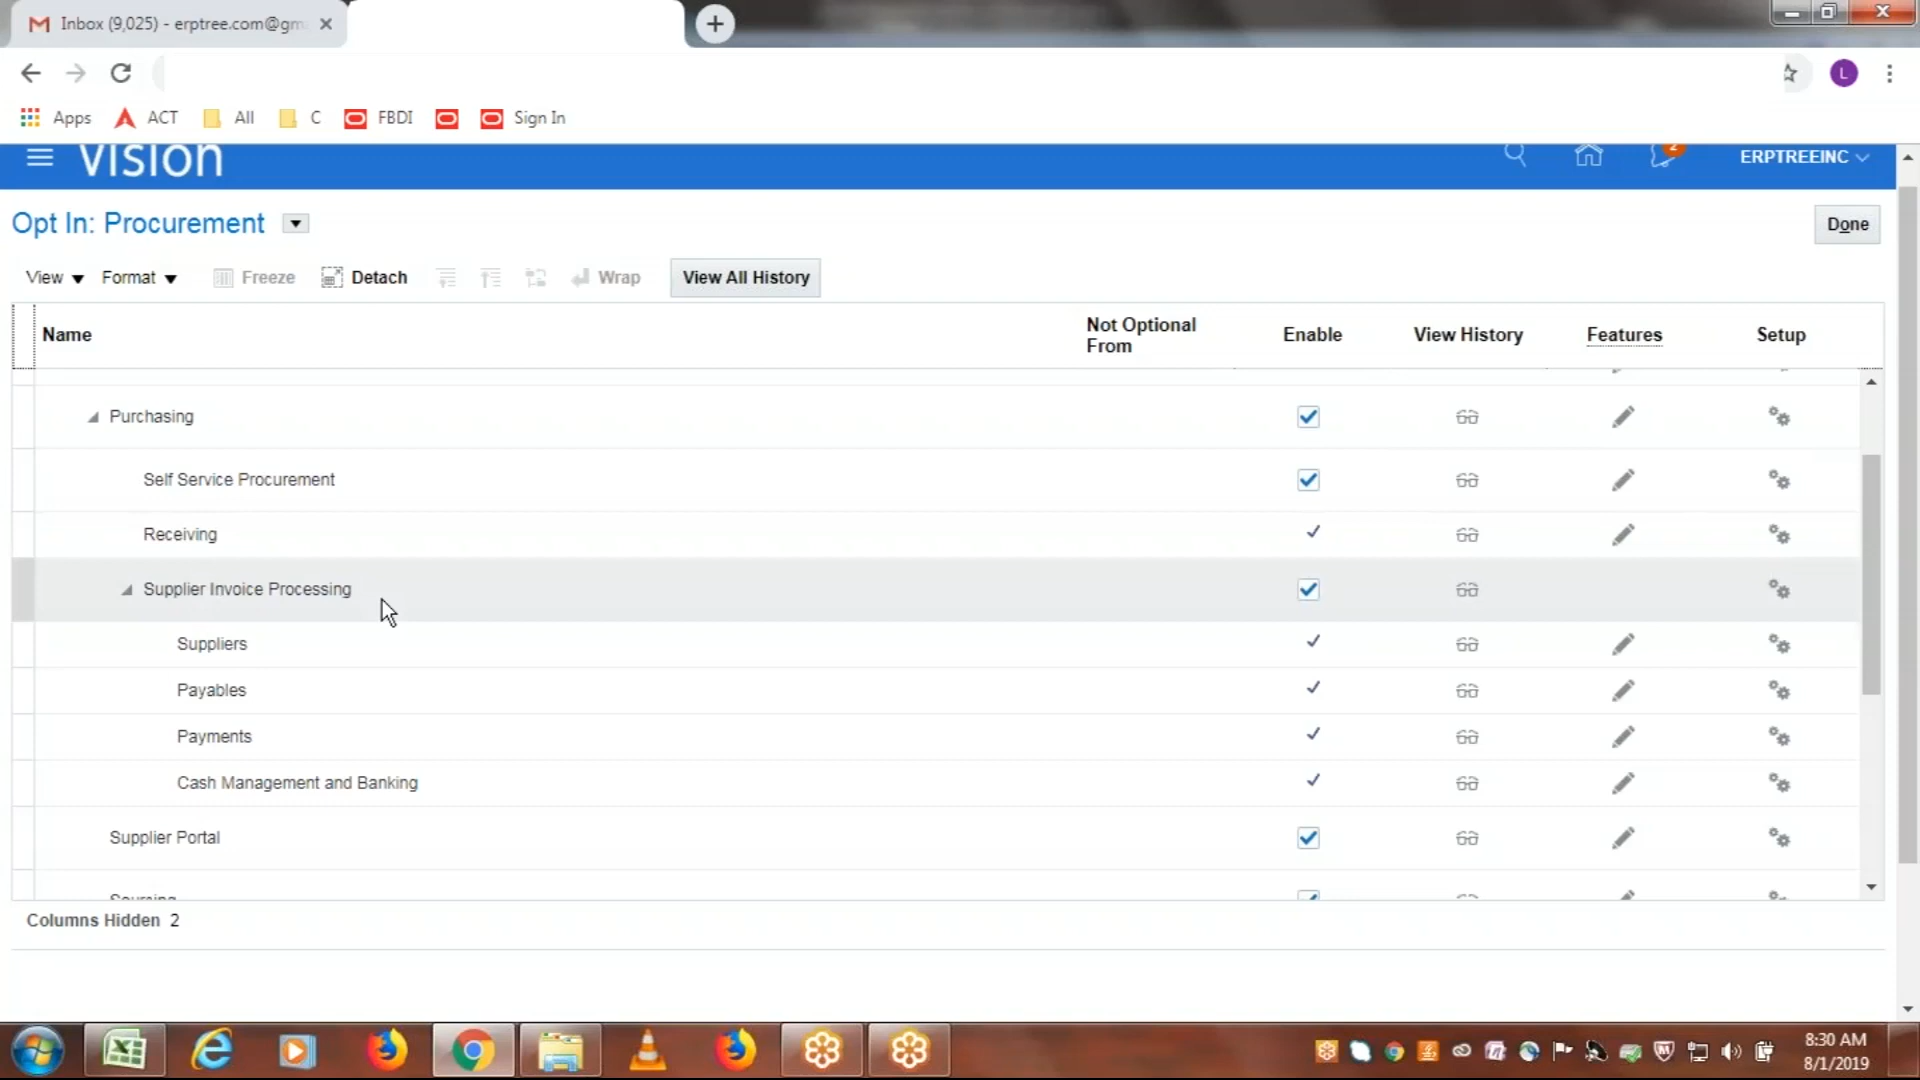 Inbox (9,025) - erptree.com@gm
Apps
ACT
All
C
FBDI
Sign In
vision
2
ERPTREEINC
L
Opt In: Procurement
Done
View
Format
Freeze
Detach
Wrap
View All History
Name
Not Optional
From
Enable
View History
Features
Setup
Purchasing
Self Service Procurement
Receiving
Supplier Invoice Processing
Suppliers
Payables
Payments
Cash Management and Banking
Supplier Portal
Sourcing
Columns Hidden 2
8:30 AM
8/1/2019